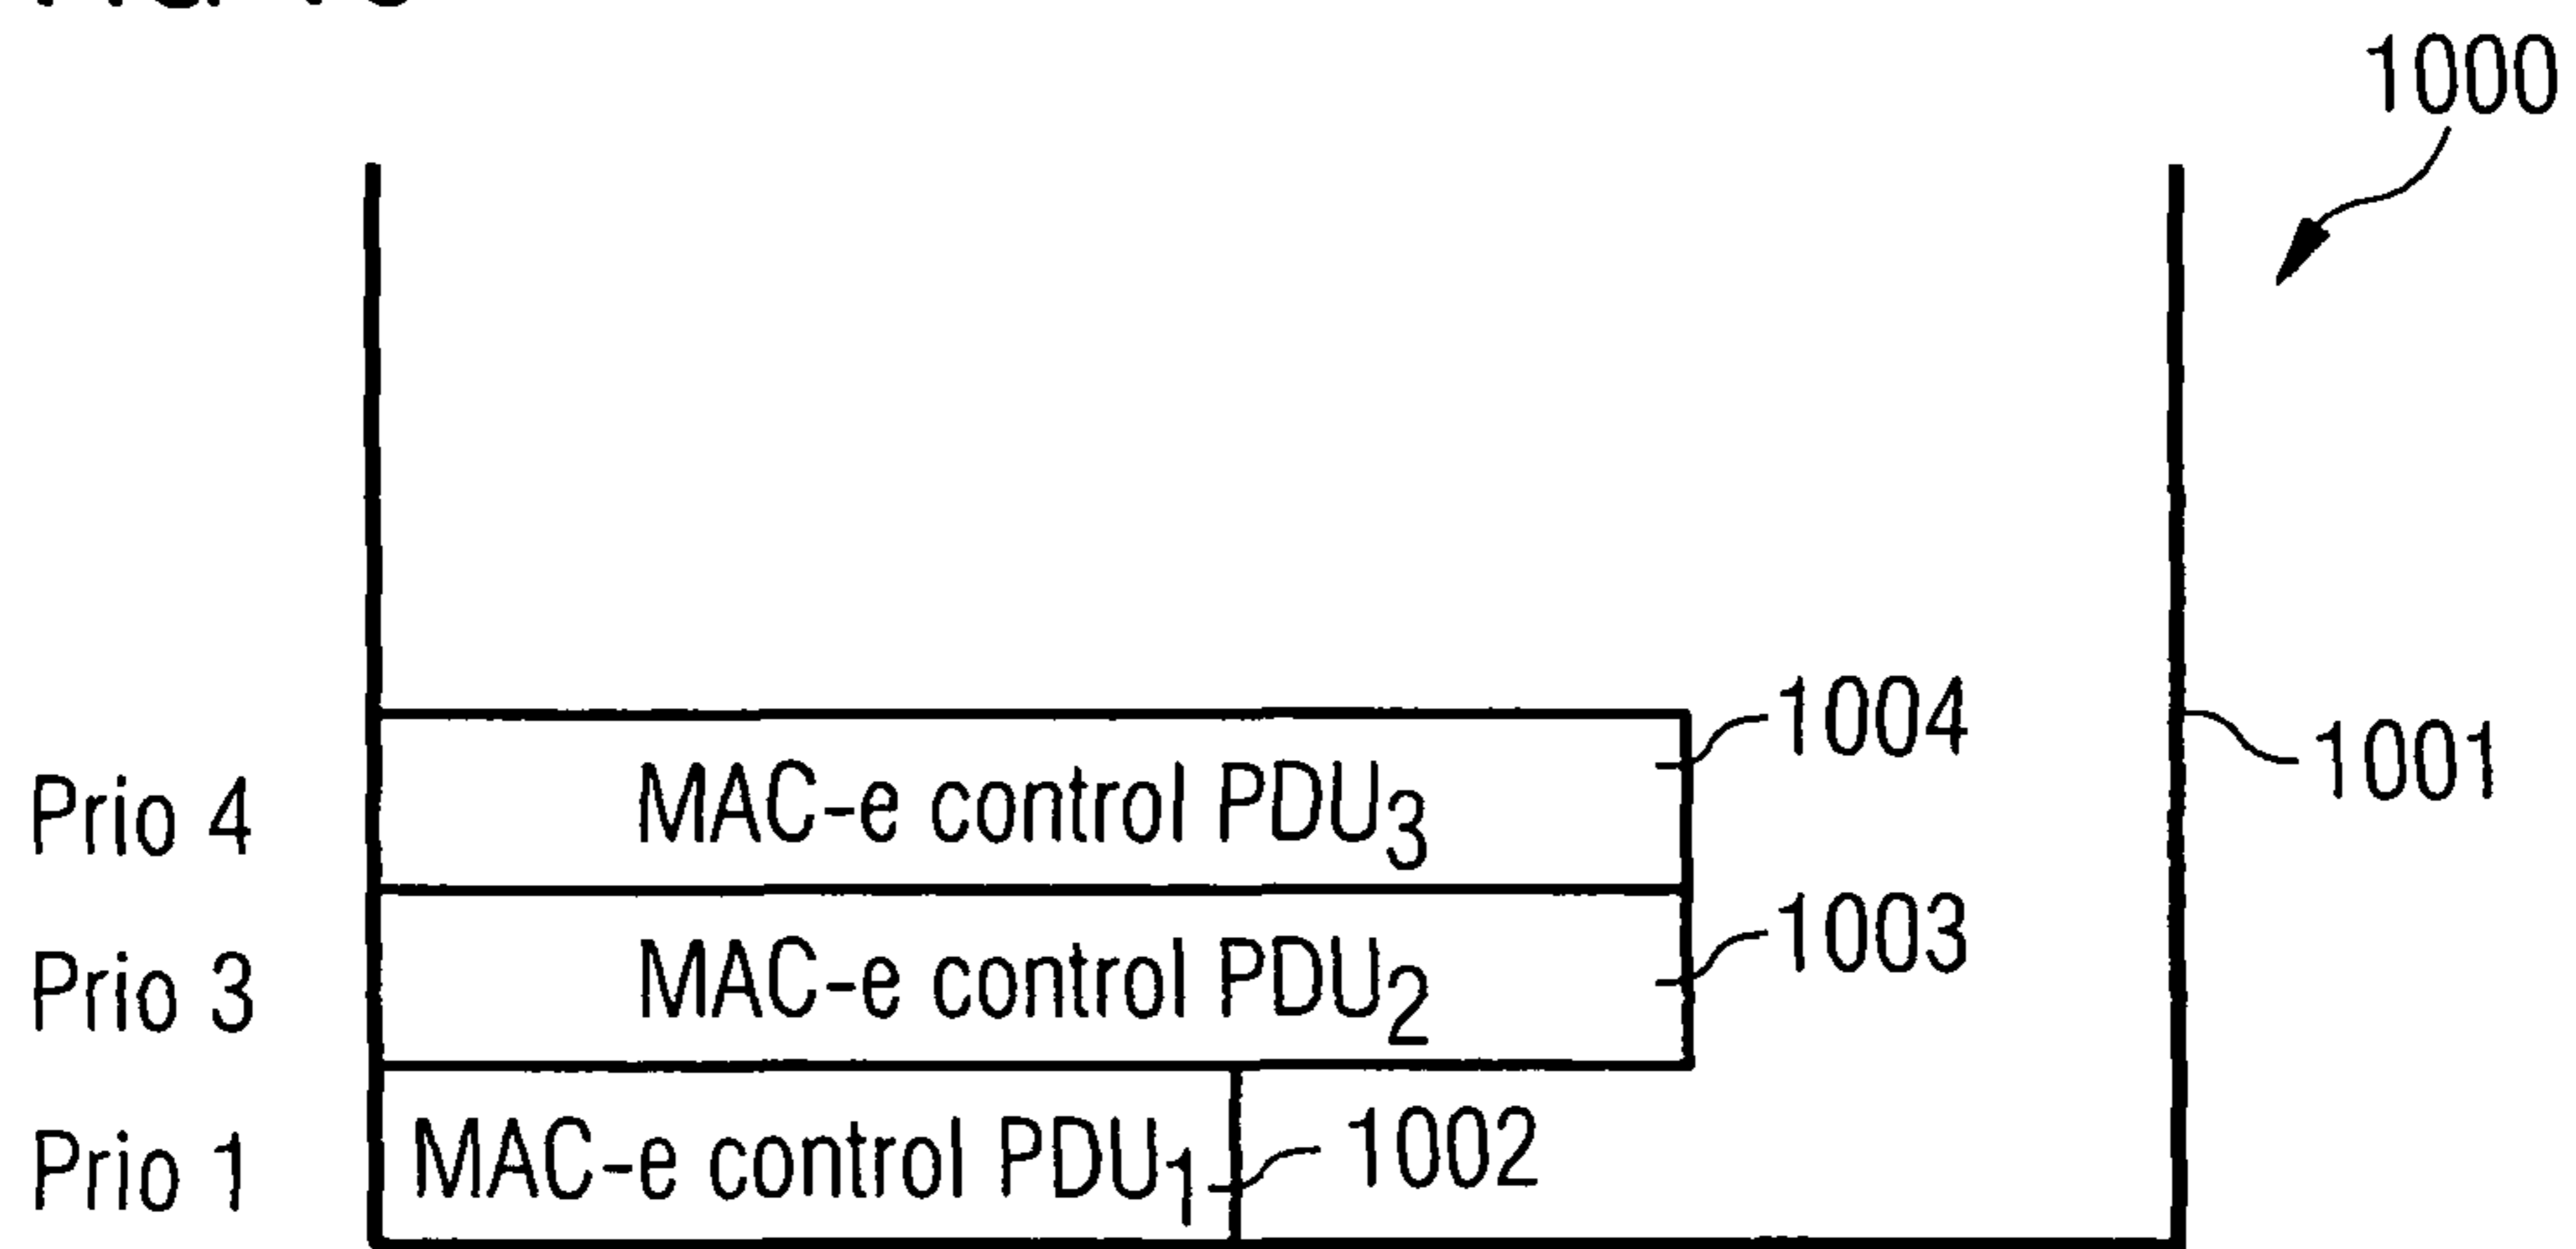 1000
1004
1001
Prio 4 MAC-e control PDU3
1003
Prio 3 MAC-e control PDU2
Prio 1 MAC-e control PDU1 1002